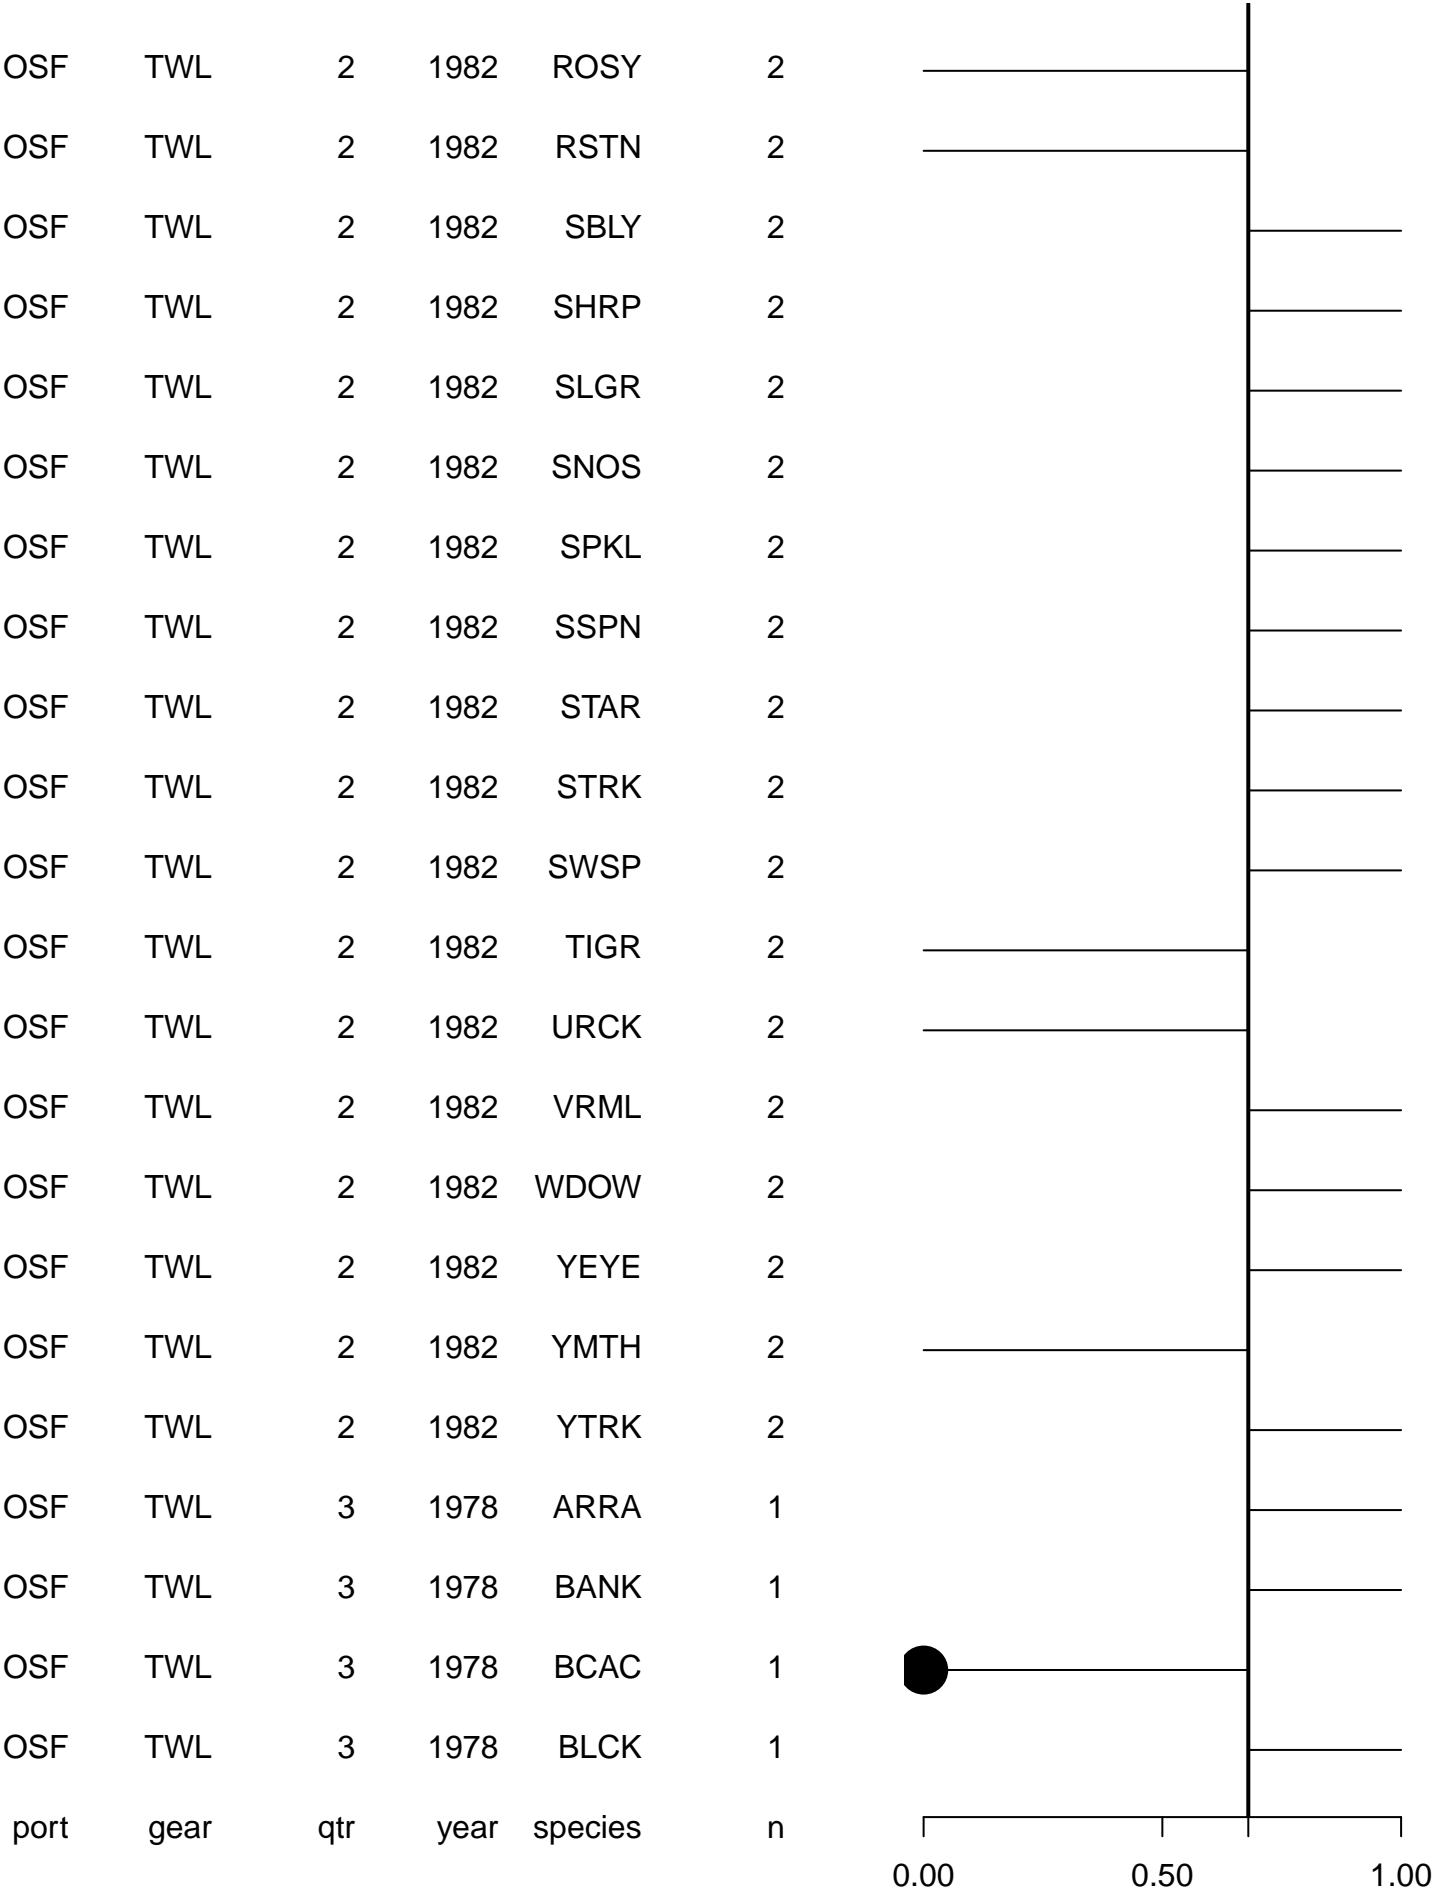 OSF TWL 2 1982 ROSY 2
OSF TWL 2 1982 RSTN 2
OSF TWL 2 1982 SBLY 2
OSF TWL 2 1982 SHRP 2
OSF TWL 2 1982 SLGR 2
OSF TWL 2 1982 SNOS 2
OSF TWL 2 1982 SPKL 2
OSF TWL 2 1982 SSPN 2
OSF TWL 2 1982 STAR 2
OSF TWL 2 1982 STRK 2
OSF TWL 2 1982 SWSP 2
OSF TWL 2 1982 TIGR 2
OSF TWL 2 1982 URCK 2
OSF TWL 2 1982 VRML 2
OSF TWL 2 1982 WDOW 2
OSF TWL 2 1982 YEYE 2
OSF TWL 2 1982 YMTH 2
OSF TWL 2 1982 YTRK 2
OSF TWL 3 1978 ARRA 1
OSF TWL 3 1978 BANK 1
OSF TWL 3 1978 BCAC 1
OSF TWL 3 1978 BLCK 1
port gear qtr year species n
0.00 0.50 1.00